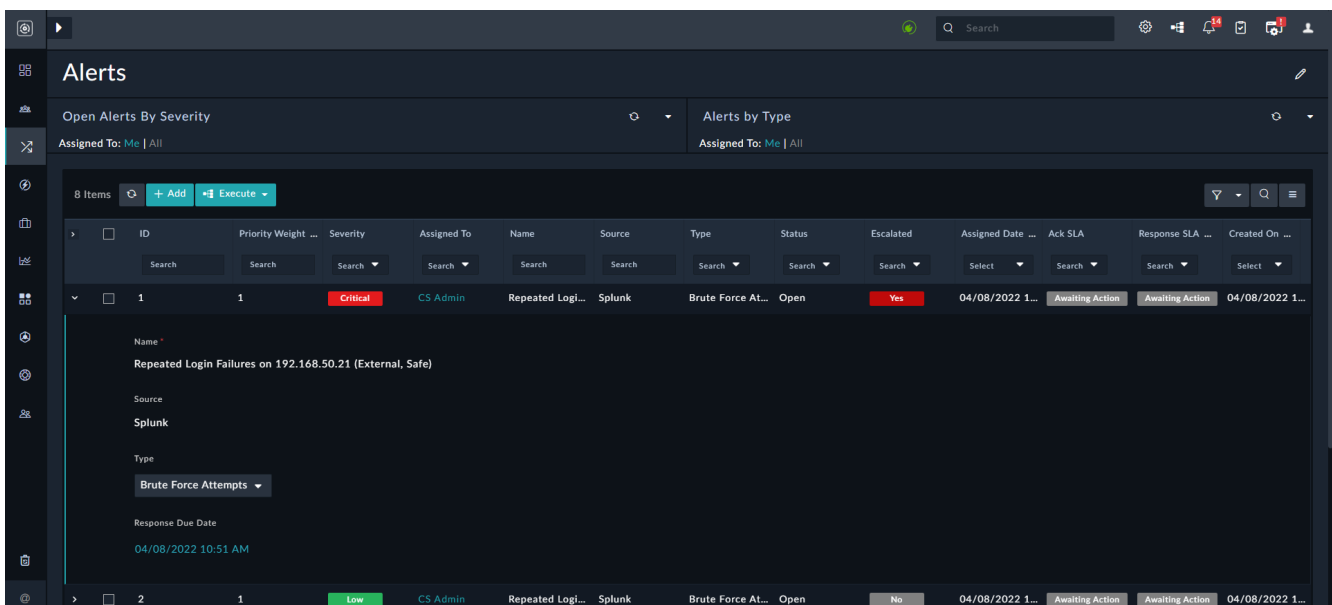 Search
14
!
Alerts
Open Alerts By Severity
Alerts by Type
Assigned To: Me | All
Assigned To: Me | All
8 Items
+ Add
Execute
ID Priority Weight ... Severity Assigned To Name Source Type Status Escalated Assigned Date ... Ack SLA Response SLA ... Created On ...
Search Search Search Search Search Search Search Search Search Select Search Search Select
1 1 Critical CS Admin Repeated Logi... Splunk Brute Force At... Open Yes 04/08/2022 1... Awaiting Action Awaiting Action 04/08/2022 1...
Name *
Repeated Login Failures on 192.168.50.21 (External, Safe)
Source
Splunk
Type
Brute Force Attempts
Response Due Date
04/08/2022 10:51 AM
@
2 1 Low CS Admin Repeated Logi... Splunk Brute Force At... Open No 04/08/2022 1... Awaiting Action Awaiting Action 04/08/2022 1...